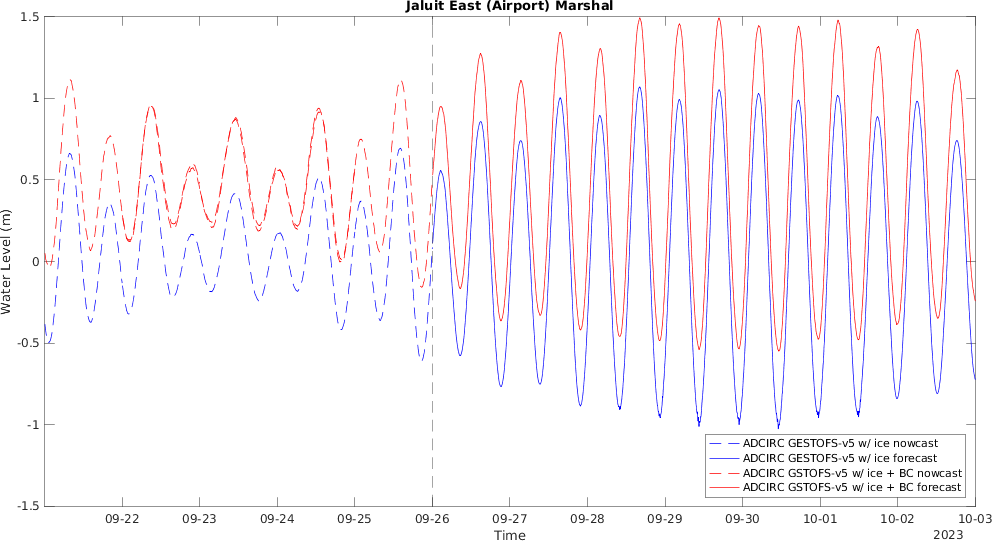 Jaluit East (Airport) Marshal
1.5
1
0.5
0
-0.5
-1
-1.5
Water Level (m)
ADCIRC GESTOFS-v5 w/ ice nowcast
ADCIRC GESTOFS-v5 w/ ice forecast
ADCIRC GSTOFS-v5 w/ ice + BC nowcast
ADCIRC GSTOFS-v5 w/ ice + BC forecast
09-22 09-23 09-24 09-25 09-26 09-27 09-28 09-29 09-30 10-01 10-02 10-03
Time
2023